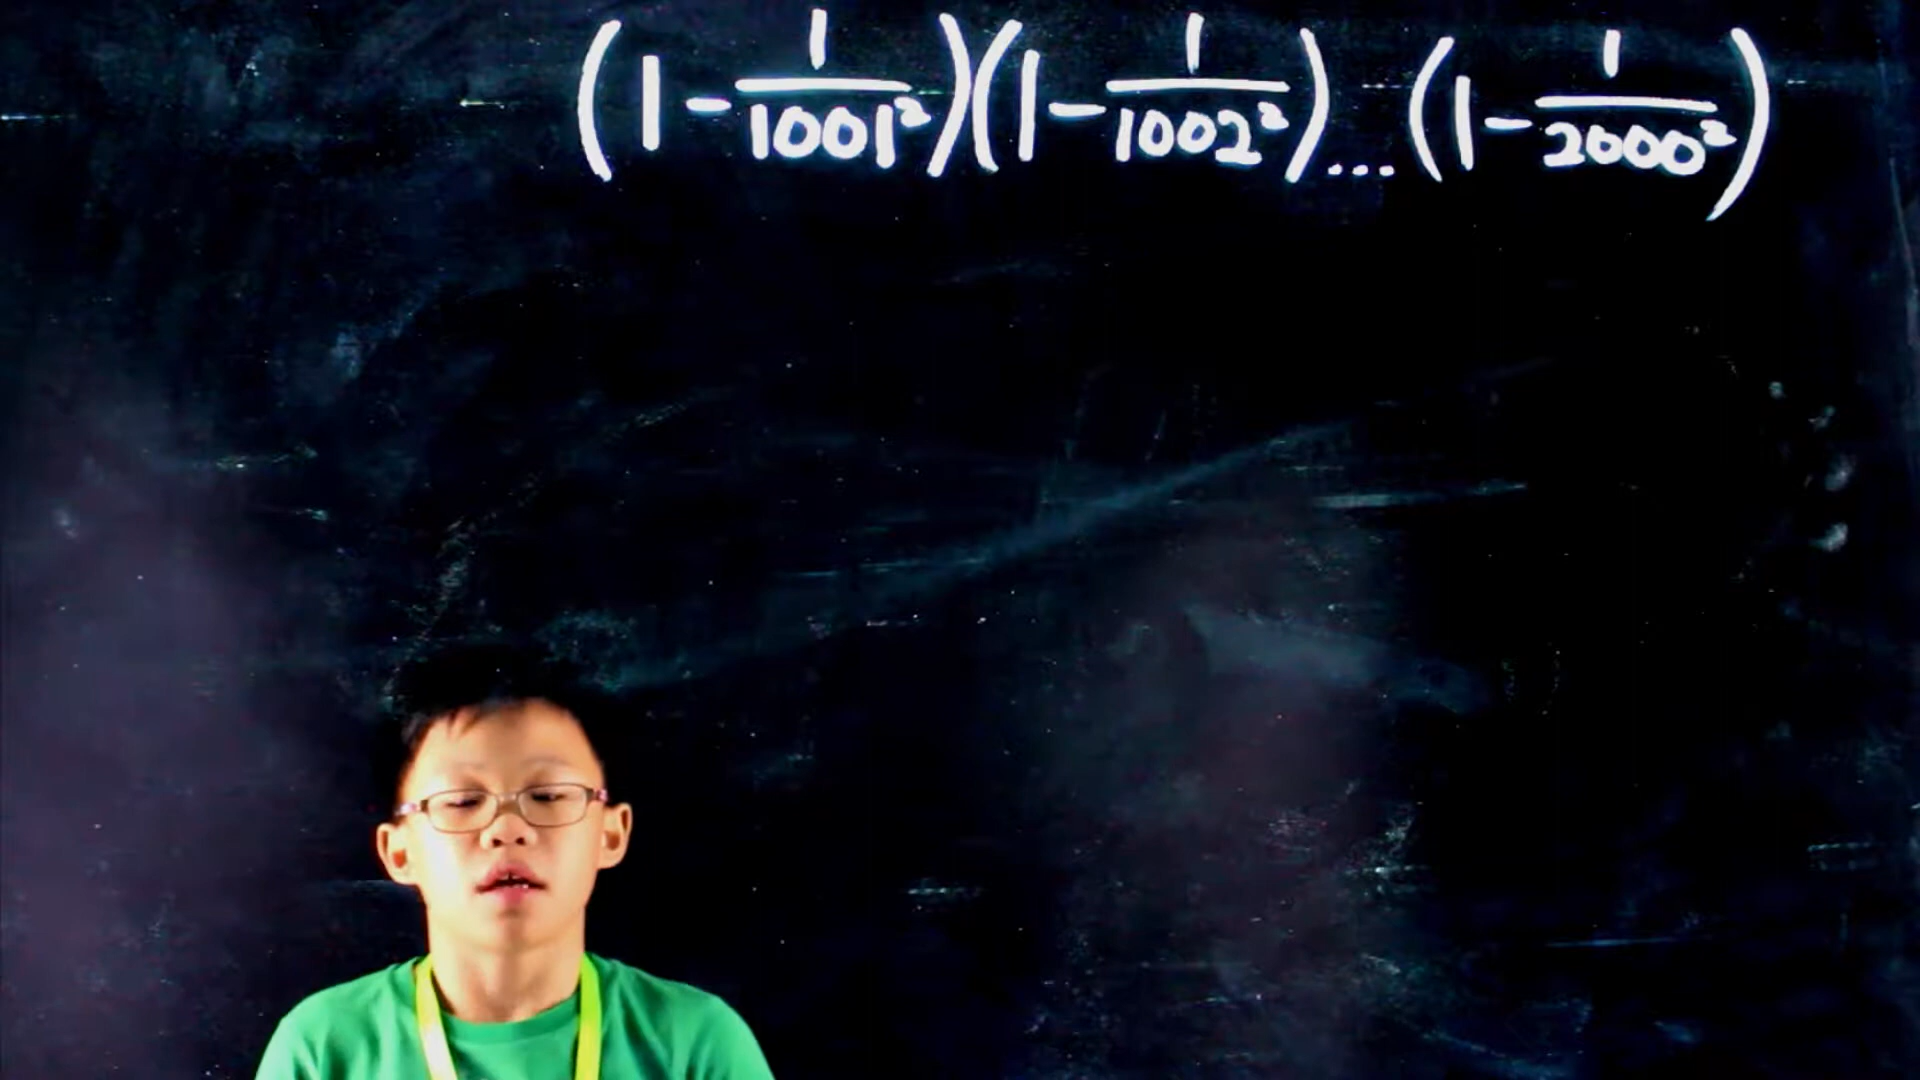 (1 - 1/1001²)(1 - 1/1002²)...(1 - 1/2000²)